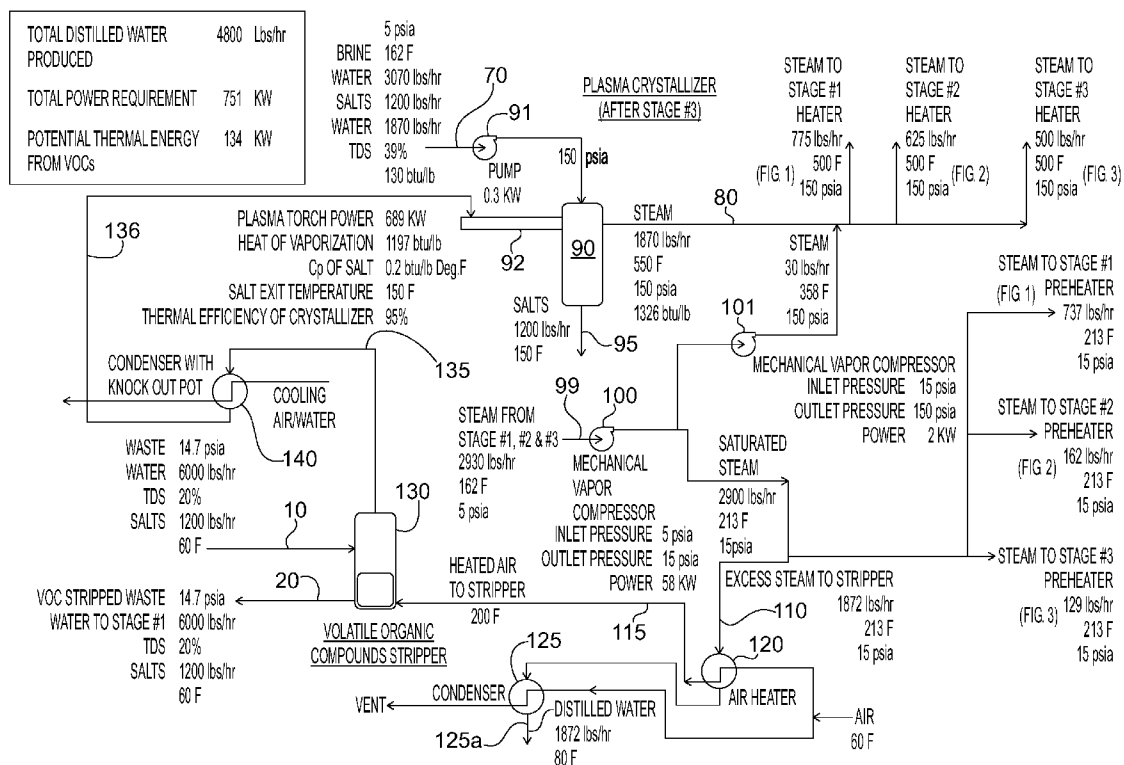 TOTAL DISTILLED WATER 4800 Lbs/hr
PRODUCED
TOTAL POWER REQUIREMENT 751 KW
POTENTIAL THERMAL ENERGY 134 KW
FROM VOCs
5 psia
BRINE 162 F
WATER 3070 lbs/hr
SALTS 1200 lbs/hr
WATER 1870 lbs/hr
TDS 39%
130 btu/lb
70
91
PUMP
0.3 KW
150 psia
PLASMA CRYSTALLIZER
(AFTER STAGE #3)
STEAM TO
STAGE #1
HEATER
775 lbs/hr
500 F
150 psia
(FIG. 1)
STEAM TO
STAGE #2
HEATER
625 lbs/hr
500 F
150 psia
(FIG. 2)
STEAM TO
STAGE #3
HEATER
500 lbs/hr
500 F
150 psia
(FIG. 3)
136
PLASMA TORCH POWER 689 KW
HEAT OF VAPORIZATION 1197 btu/lb
Cp OF SALT 0.2 btu/lb Deg.F
SALT EXIT TEMPERATURE 150 F
THERMAL EFFICIENCY OF CRYSTALLIZER 95%
92
90
STEAM
1870 lbs/hr
550 F
150 psia
1326 btu/lb
80
STEAM
30 lbs/hr
358 F
150 psia
SALTS
1200 lbs/hr
150 F
95
101
MECHANICAL VAPOR COMPRESSOR
INLET PRESSURE 15 psia
OUTLET PRESSURE 150 psia
POWER 2 KW
STEAM TO STAGE #1
PREHEATER
(FIG. 1)
737 lbs/hr
213 F
15 psia
STEAM TO STAGE #2
PREHEATER
(FIG. 2)
162 lbs/hr
213 F
15 psia
STEAM TO STAGE #3
PREHEATER
(FIG. 3)
129 lbs/hr
213 F
15 psia
135
CONDENSER WITH
KNOCK OUT POT
COOLING
AIR/WATER
140
99
100
STEAM FROM
STAGE #1, #2 & #3
2930 lbs/hr
162 F
5 psia
MECHANICAL
VAPOR
COMPRESSOR
INLET PRESSURE 5 psia
OUTLET PRESSURE 15 psia
POWER 58 KW
SATURATED
STEAM
2900 lbs/hr
213 F
15psia
WASTE 14.7 psia
WATER 6000 lbs/hr
TDS 20%
SALTS 1200 lbs/hr
60 F
10
130
20
VOC STRIPPED WASTE 14.7 psia
WATER TO STAGE #1 6000 lbs/hr
TDS 20%
SALTS 1200 lbs/hr
60 F
VOLATILE ORGANIC
COMPOUNDS STRIPPER
HEATED AIR
TO STRIPPER
200 F
115
EXCESS STEAM TO STRIPPER
1872 lbs/hr
213 F
15 psia
110
120
AIR HEATER
AIR
60 F
125
CONDENSER
VENT
125a
DISTILLED WATER
1872 lbs/hr
80 F